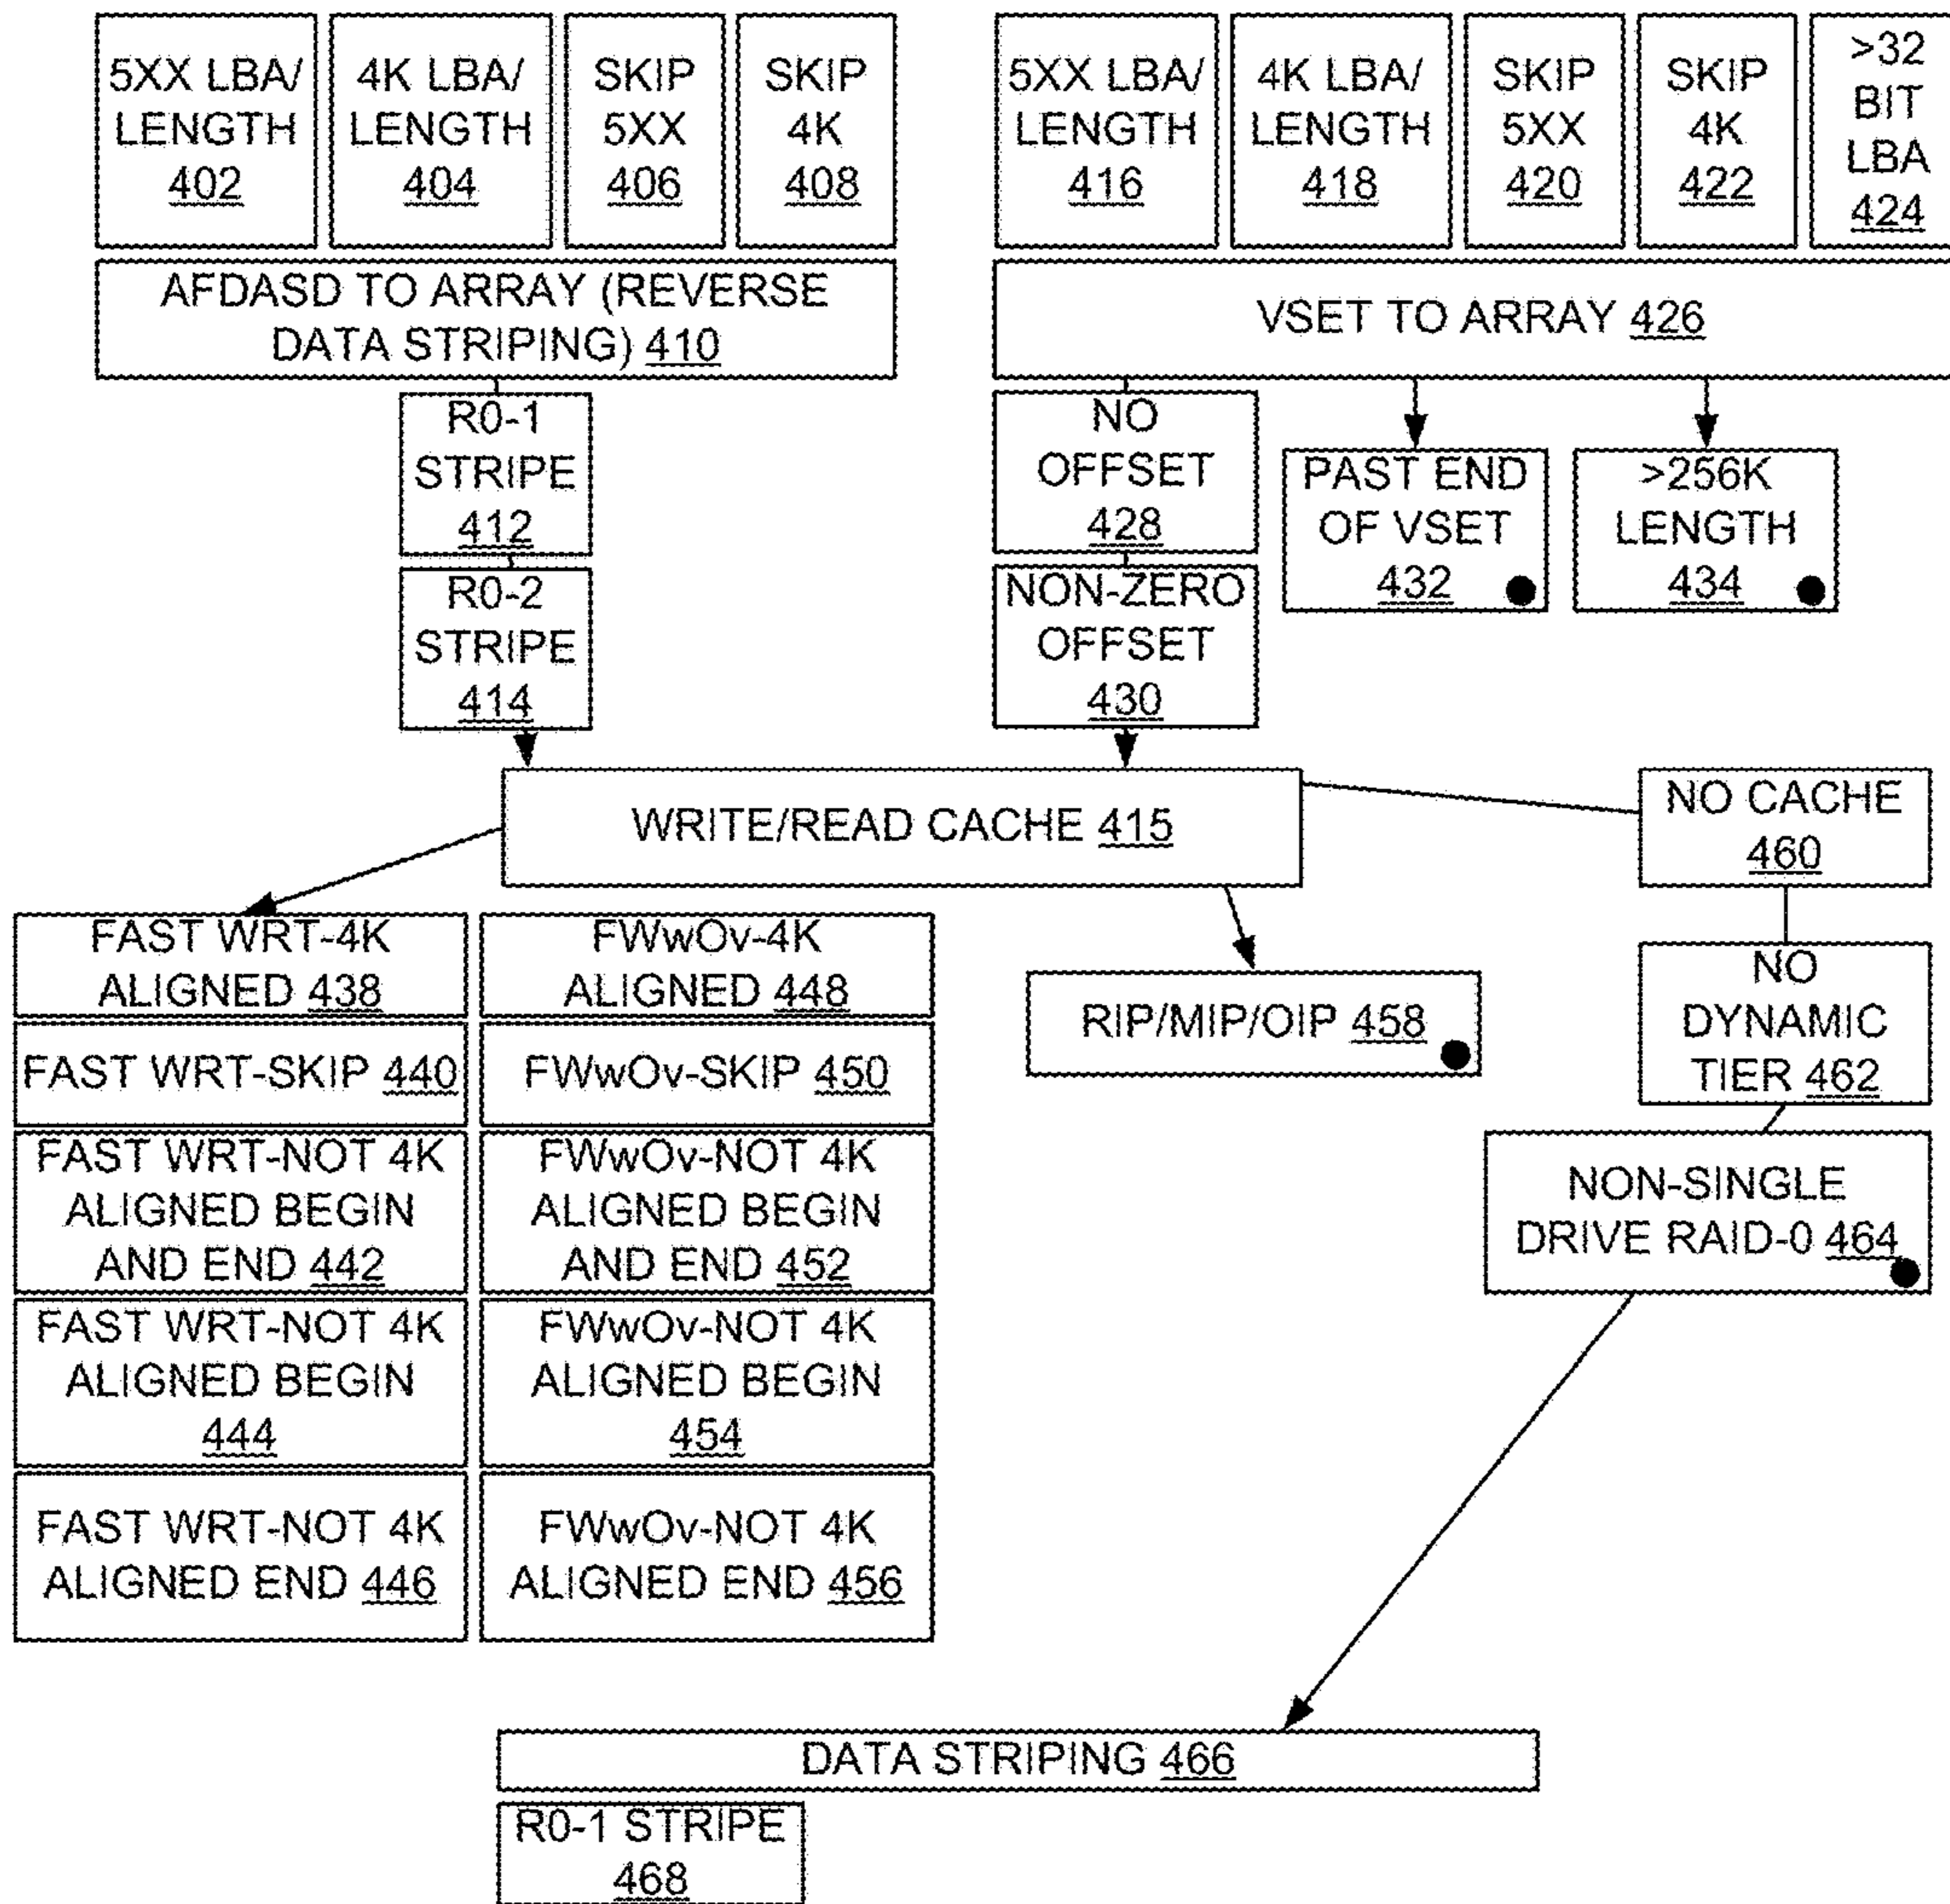 5XX LBA/
LENGTH
402
4K LBA/
LENGTH
404
SKIP
5XX
406
SKIP
4K
408
AFDASD TO ARRAY (REVERSE
DATA STRIPING) 410
R0-1
STRIPE
412
R0-2
STRIPE
414
5XX LBA/
LENGTH
416
4K LBA/
LENGTH
418
SKIP
5XX
420
SKIP
4K
422
>32
BIT
LBA
424
VSET TO ARRAY 426
NO
OFFSET
428
NON-ZERO
OFFSET
430
PAST END
OF VSET
432
>256K
LENGTH
434
WRITE/READ CACHE 415
NO CACHE
460
FAST WRT-4K
ALIGNED 438
FAST WRT-SKIP 440
FAST WRT-NOT 4K
ALIGNED BEGIN
AND END 442
FAST WRT-NOT 4K
ALIGNED BEGIN
444
FAST WRT-NOT 4K
ALIGNED END 446
FWwOv-4K
ALIGNED 448
FWwOv-SKIP 450
FWwOv-NOT 4K
ALIGNED BEGIN
AND END 452
FWwOv-NOT 4K
ALIGNED BEGIN
454
FWwOv-NOT 4K
ALIGNED END 456
RIP/MIP/OIP 458
NO
DYNAMIC
TIER 462
NON-SINGLE
DRIVE RAID-0 464
DATA STRIPING 466
R0-1 STRIPE
468